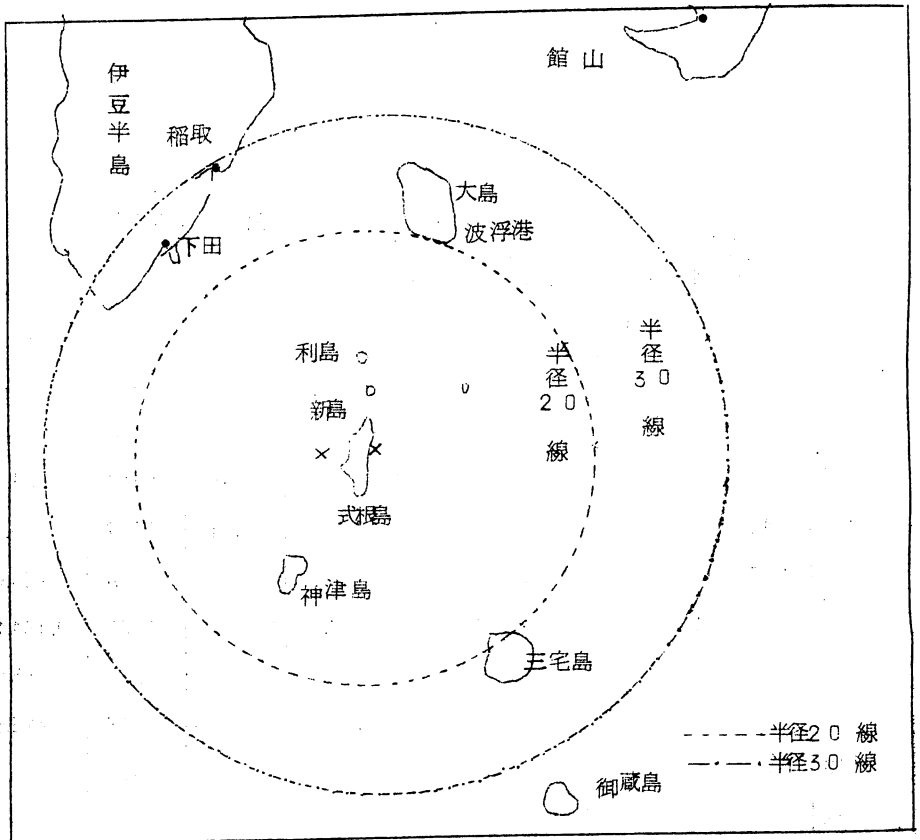 館山
伊豆半島
稲取
大島
波浮港
下田
利島
半径20線
半径30線
新島
式根島
神津島
三宅島
半径20線
半径30線
御蔵島